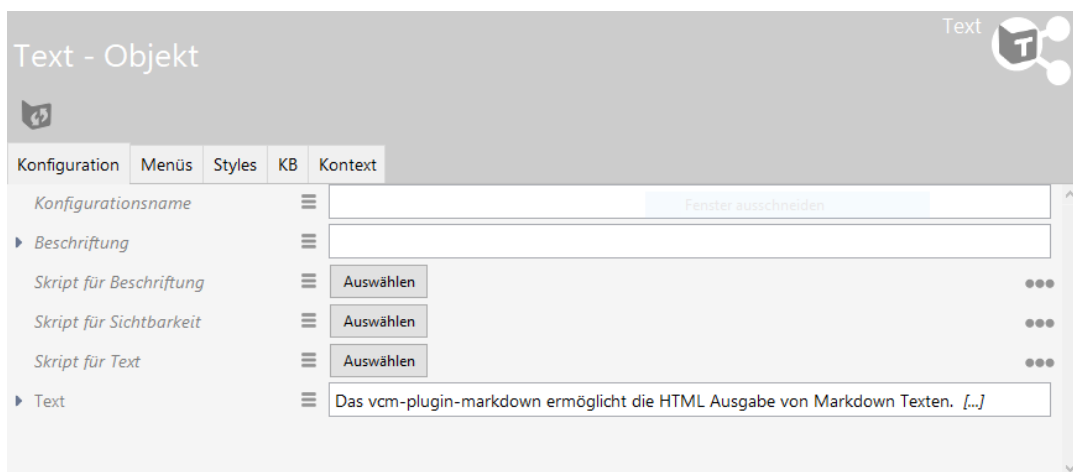 Text
Text - Objekt
Konfiguration Menüs Styles KB Kontext
Konfigurationsname
Fenster ausschneiden
Beschriftung
Skript für Beschriftung Auswählen
Skript für Sichtbarkeit Auswählen
Skript für Text Auswählen
Text Das vcm-plugin-markdown ermöglicht die HTML Ausgabe von Markdown Texten. [...]